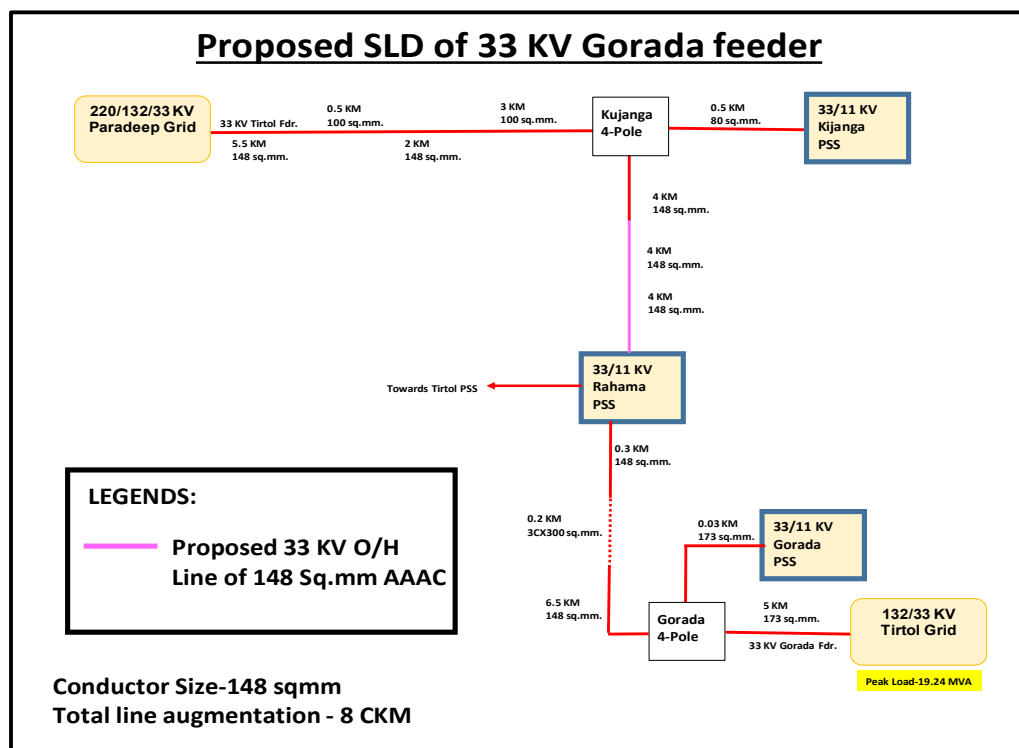 Proposed SLD of 33 KV Gorada feeder
220/132/33 KV
Paradeep Grid
33 KV Tirtol Fdr.
5.5 KM
148 sq.mm.
0.5 KM
100 sq.mm.
2 KM
148 sq.mm.
3 KM
100 sq.mm.
Kujanga
4-Pole
0.5 KM
80 sq.mm.
33/11 KV
Kijanga
PSS
4 KM
148 sq.mm.
4 KM
148 sq.mm.
4 KM
148 sq.mm.
Towards Tirtol PSS
33/11 KV
Rahama
PSS
0.3 KM
148 sq.mm.
0.2 KM
3CX300 sq.mm.
0.03 KM
173 sq.mm.
33/11 KV
Gorada
PSS
6.5 KM
148 sq.mm.
Gorada
4-Pole
5 KM
173 sq.mm.
33 KV Gorada Fdr.
132/33 KV
Tirtol Grid
Peak Load-19.24 MVA
LEGENDS:
Proposed 33 KV O/H
Line of 148 Sq.mm AAAC
Conductor Size-148 sqmm
Total line augmentation - 8 CKM